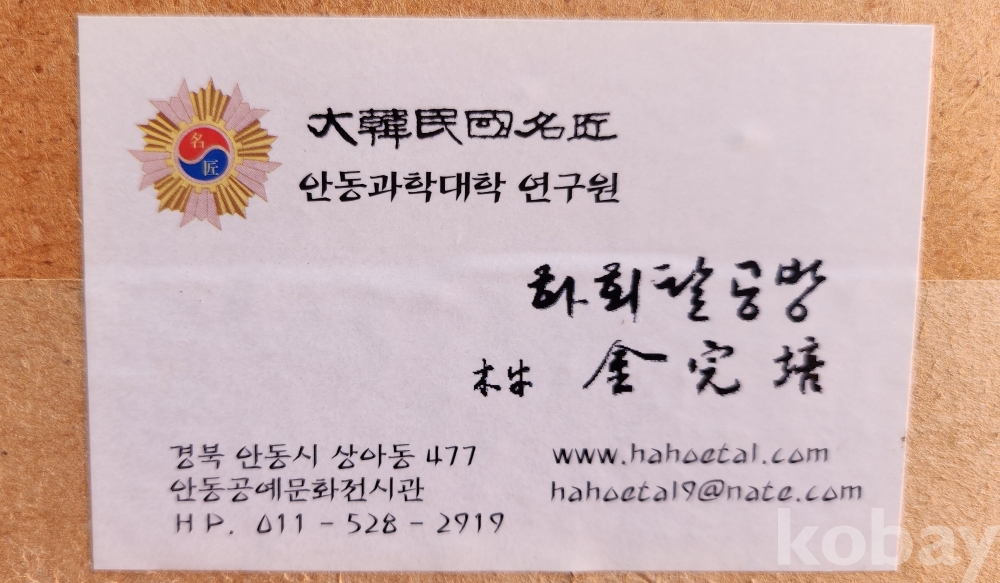 名匠
大韓民國名匠
안동과학대학 연구원
하회탈공방
木牛 金完培
경북 안동시 상아동 477
안동공예문화전시관
HP. 011-528-2919
www.hahoetal.com
hahoetal9@nate.com
kobay